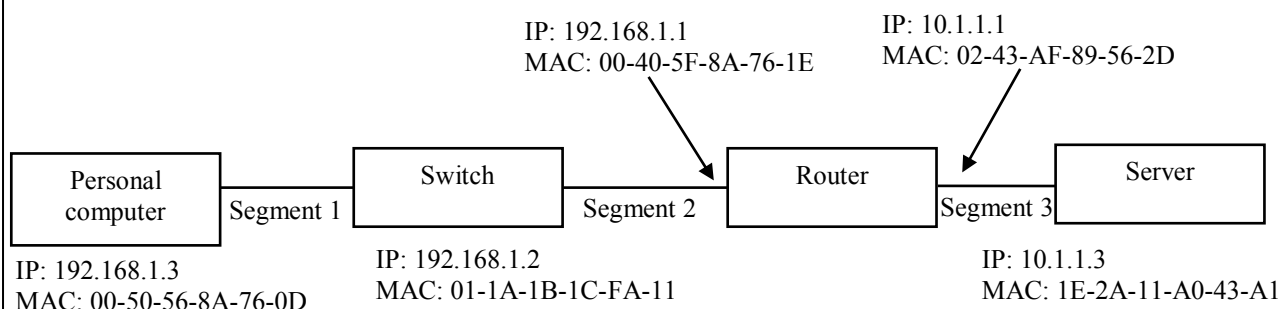 IP: 192.168.1.1
MAC: 00-40-5F-8A-76-1E
IP: 10.1.1.1
MAC: 02-43-AF-89-56-2D
Personal
computer
Segment 1
Switch
Segment 2
Router
Segment 3
Server
IP: 192.168.1.3
MAC: 00-50-56-8A-76-0D
IP: 192.168.1.2
MAC: 01-1A-1B-1C-FA-11
IP: 10.1.1.3
MAC: 1E-2A-11-A0-43-A1